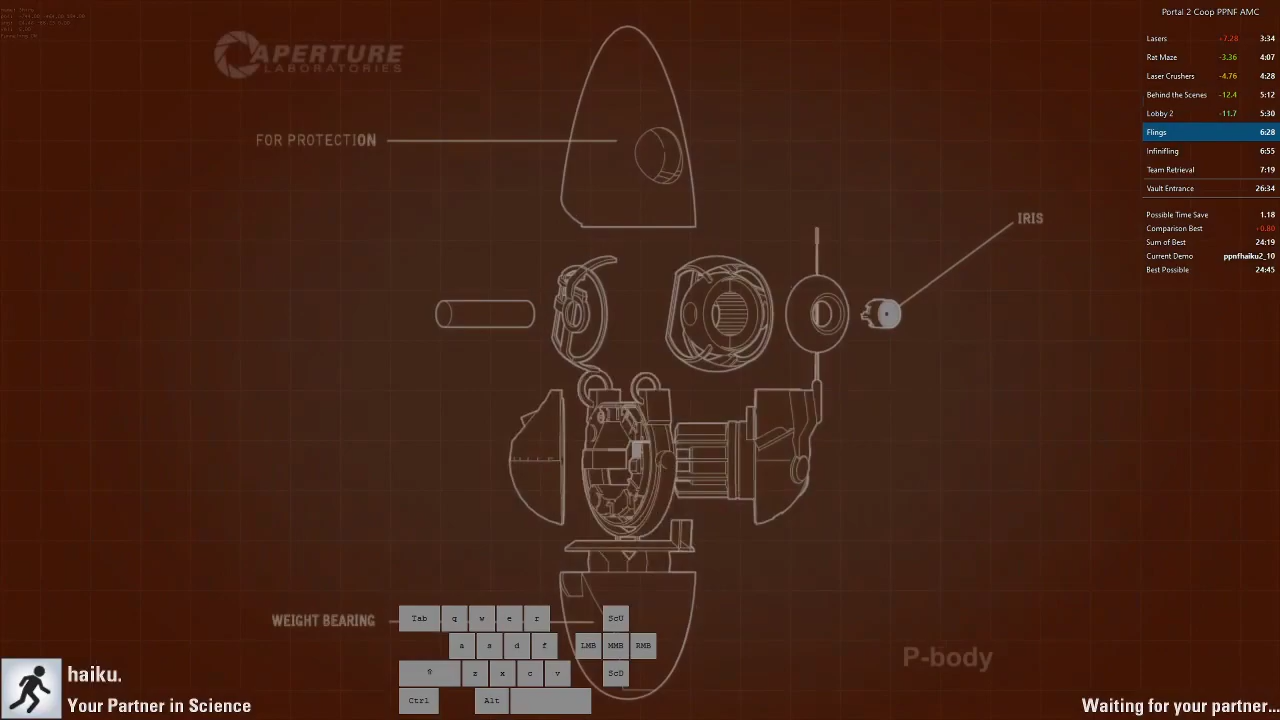 Portal 2 Coop PPNF AMC
Lasers +7.28 3:34
Rat Maze -3.36 4:07
Laser Crushers -4.76 4:28
Behind the Scenes -12.4 5:12
Lobby 2 -11.7 5:30
Flings 6:28
Infinifling 6:55
Team Retrieval 7:19
Vault Entrance 26:34
Possible Time Save 1.18
Comparison Best +0.80
Sum of Best 24:19
Current Demo ppnfhaiku2_10
Best Possible 24:45
APERTURE
LABORATORIES
FOR PROTECTION
IRIS
WEIGHT BEARING
Tab q w e r ScU
a s d f LMB MMB RMB
⇧ z x c v ScD
Ctrl Alt
P-body
haiku.
Your Partner in Science
Waiting for your partner...